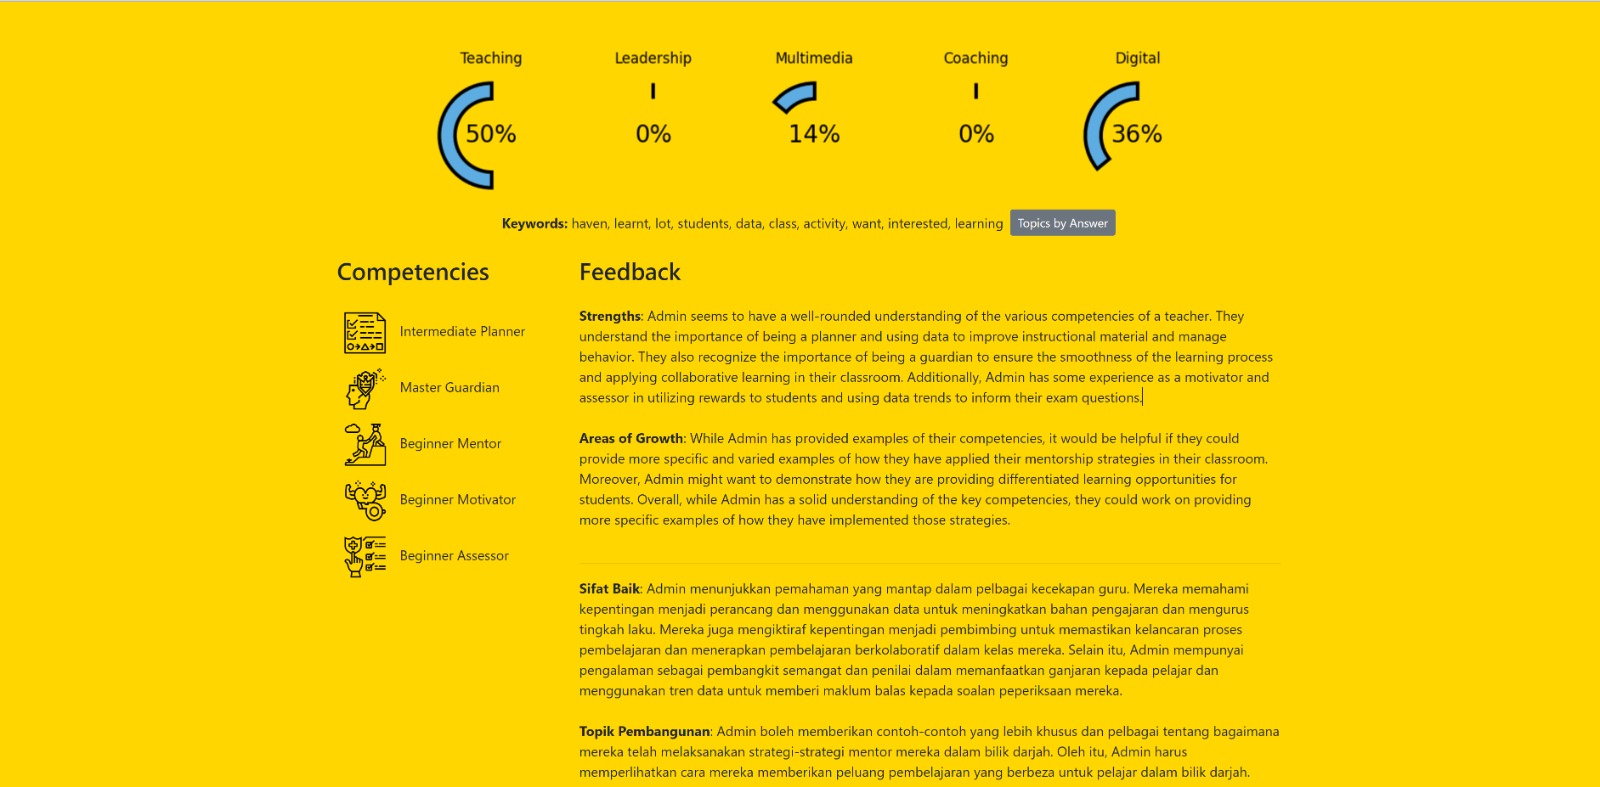 Teaching Leadership Multimedia Coaching Digital
50% 0% 14% 0% 36%
Keywords: haven, learnt, lot, students, data, class, activity, want, interested, learning Topics by Answer
Competencies
Intermediate Planner
Master Guardian
Beginner Mentor
Beginner Motivator
Beginner Assessor
Feedback
Strengths: Admin seems to have a well-rounded understanding of the various competencies of a teacher. They
understand the importance of being a planner and using data to improve instructional material and manage
behavior. They also recognize the importance of being a guardian to ensure the smoothness of the learning process
and applying collaborative learning in their classroom. Additionally, Admin has some experience as a motivator and
assessor in utilizing rewards to students and using data trends to inform their exam questions.
Areas of Growth: While Admin has provided examples of their competencies, it would be helpful if they could
provide more specific and varied examples of how they have applied their mentorship strategies in their classroom.
Moreover, Admin might want to demonstrate how they are providing differentiated learning opportunities for
students. Overall, while Admin has a solid understanding of the key competencies, they could work on providing
more specific examples of how they have implemented those strategies.
Sifat Baik: Admin menunjukkan pemahaman yang mantap dalam pelbagai kecekapan guru. Mereka memahami
kepentingan menjadi perancang dan menggunakan data untuk meningkatkan bahan pengajaran dan mengurus
tingkah laku. Mereka juga mengiktiraf kepentingan menjadi pembimbing untuk memastikan kelancaran proses
pembelajaran dan menerapkan pembelajaran berkolaboratif dalam kelas mereka. Selain itu, Admin mempunyai
pengalaman sebagai pembangkit semangat dan penilai dalam memanfaatkan ganjaran kepada pelajar dan
menggunakan tren data untuk memberi maklum balas kepada soalan peperiksaan mereka.
Topik Pembangunan: Admin boleh memberikan contoh-contoh yang lebih khusus dan pelbagai tentang bagaimana
mereka telah melaksanakan strategi-strategi mentor mereka dalam bilik darjah. Oleh itu, Admin harus
memperlihatkan cara mereka memberikan peluang pembelajaran yang berbeza untuk pelajar dalam bilik darjah.